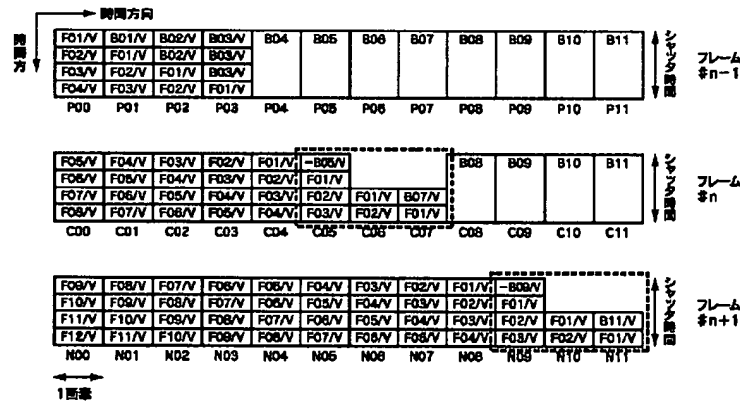 時間方向
時間方
F01/V B01/V B02/V B03/V B04 B05 B06 B07 B08 B09 B10 B11
F02/V F01/V B02/V B03/V
F03/V F02/V F01/V B03/V
F04/V F03/V F02/V F01/V
P00 P01 P02 P03 P04 P05 P06 P07 P08 P09 P10 P11
シャッタ時間
フレーム
#n-1
F05/V F04/V F03/V F02/V F01/V -B05/V B08 B09 B10 B11
F06/V F05/V F04/V F03/V F02/V F01/V
F07/V F06/V F05/V F04/V F03/V F02/V F01/V B07/V
F08/V F07/V F06/V F05/V F04/V F03/V F02/V F01/V
C00 C01 C02 C03 C04 C05 C06 C07 C08 C09 C10 C11
シャッタ時間
フレーム
#n
F09/V F08/V F07/V F06/V F05/V F04/V F03/V F02/V F01/V -B09/V
F10/V F09/V F08/V F07/V F06/V F05/V F04/V F03/V F02/V F01/V
F11/V F10/V F09/V F08/V F07/V F06/V F05/V F04/V F03/V F02/V F01/V B11/V
F12/V F11/V F10/V F09/V F08/V F07/V F06/V F05/V F04/V F03/V F02/V F01/V
N00 N01 N02 N03 N04 N05 N06 N07 N08 N09 N10 N11
シャッタ時間
フレーム
#n+1
1画素